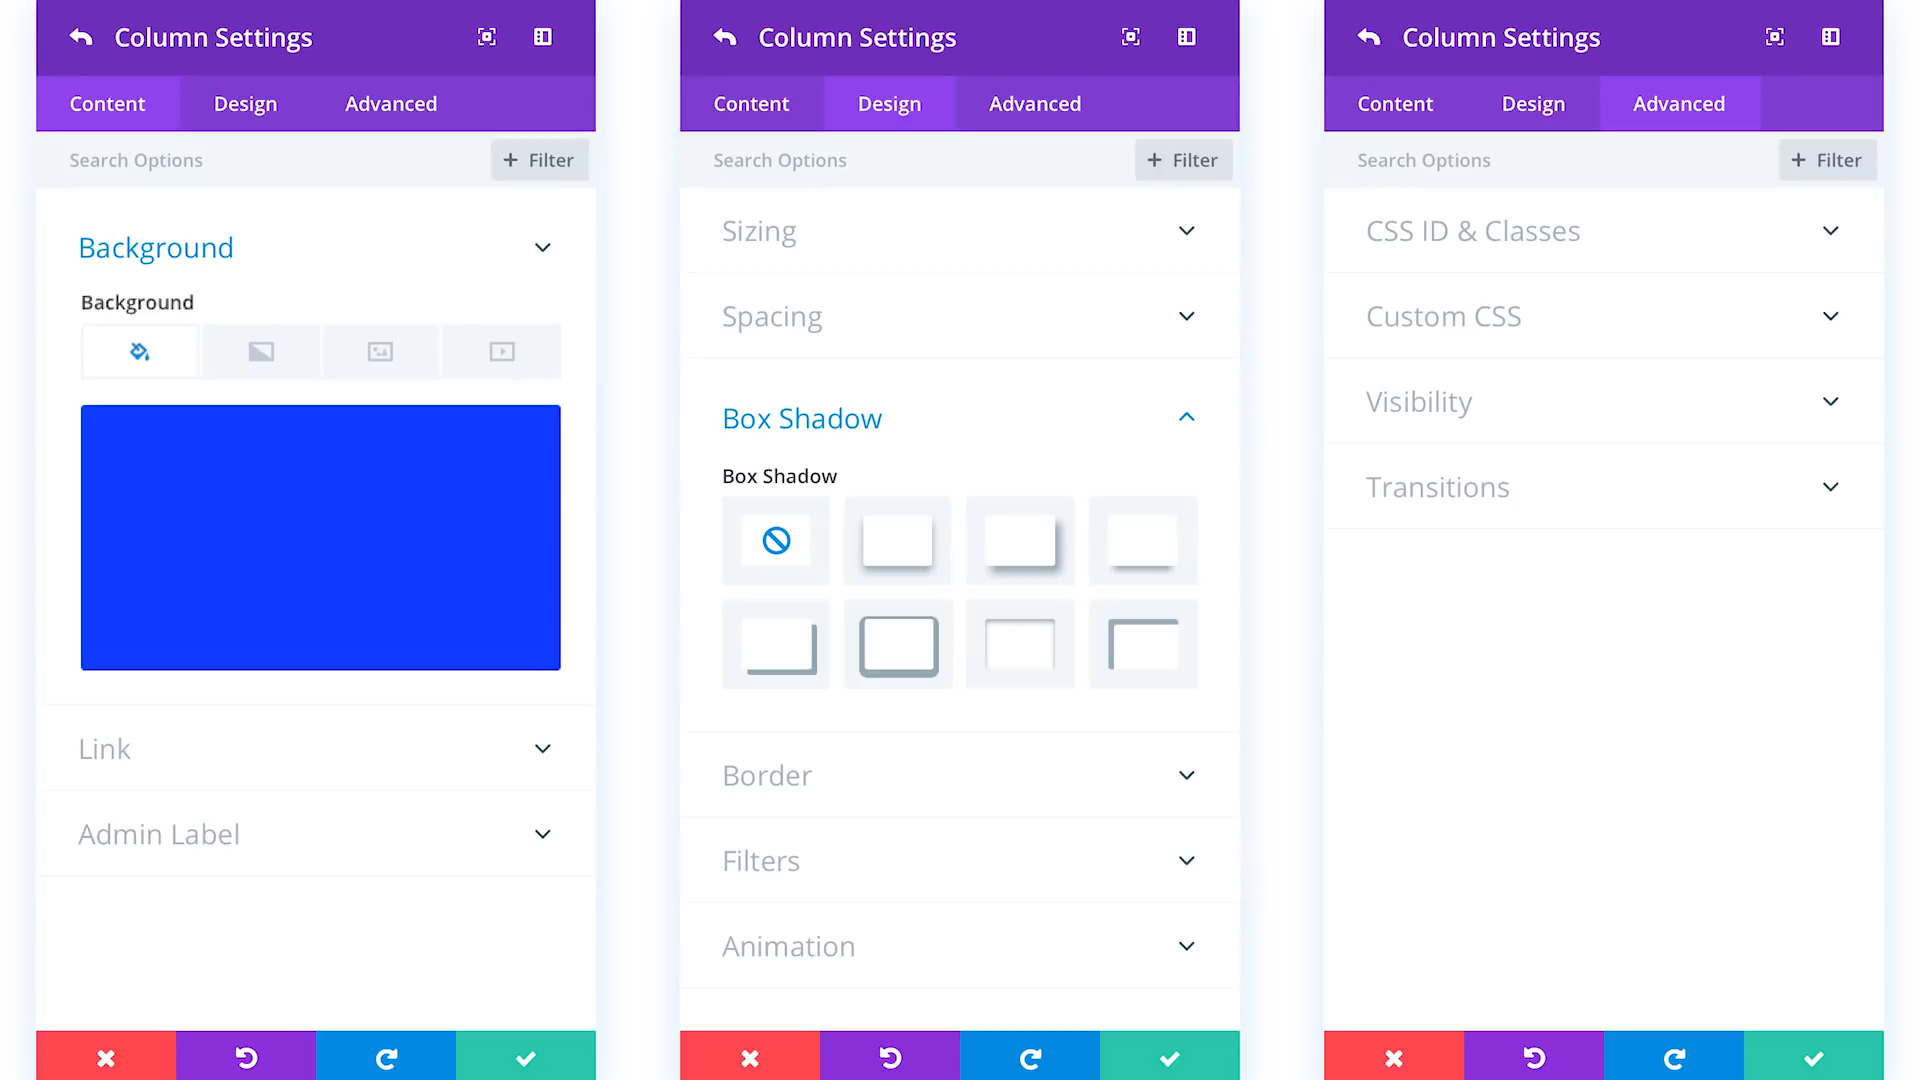 Column Settings
Content Design Advanced
Search Options + Filter
Background
Background
Link
Admin Label
Column Settings
Content Design Advanced
Search Options + Filter
Sizing
Spacing
Box Shadow
Box Shadow
Border
Filters
Animation
Column Settings
Content Design Advanced
Search Options + Filter
CSS ID & Classes
Custom CSS
Visibility
Transitions